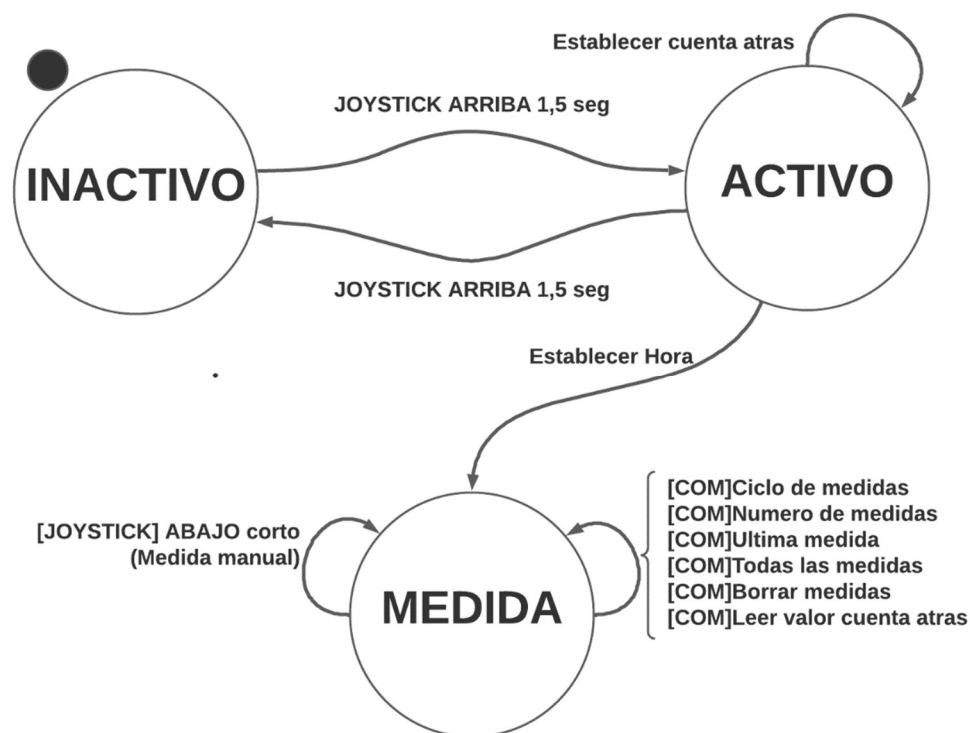 Establecer cuenta atras
JOYSTICK ARRIBA 1,5 seg
INACTIVO
ACTIVO
JOYSTICK ARRIBA 1,5 seg
Establecer Hora
[JOYSTICK] ABAJO corto
(Medida manual)
[COM]Ciclo de medidas
[COM]Numero de medidas
[COM]Ultima medida
[COM]Todas las medidas
[COM]Borrar medidas
[COM]Leer valor cuenta atras
MEDIDA